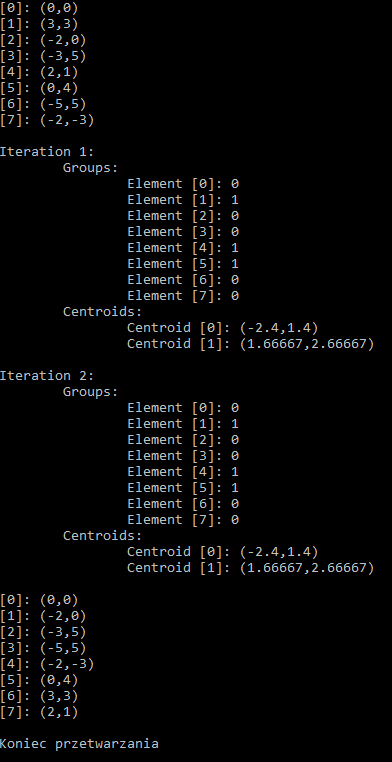 [0]: (0,0)
[1]: (3,3)
[2]: (-2,0)
[3]: (-3,5)
[4]: (2,1)
[5]: (0,4)
[6]: (-5,5)
[7]: (-2,-3)

Iteration 1:
Groups:
Element [0]: 0
Element [1]: 1
Element [2]: 0
Element [3]: 0
Element [4]: 1
Element [5]: 1
Element [6]: 0
Element [7]: 0
Centroids:
Centroid [0]: (-2.4,1.4)
Centroid [1]: (1.66667,2.66667)

Iteration 2:
Groups:
Element [0]: 0
Element [1]: 1
Element [2]: 0
Element [3]: 0
Element [4]: 1
Element [5]: 1
Element [6]: 0
Element [7]: 0
Centroids:
Centroid [0]: (-2.4,1.4)
Centroid [1]: (1.66667,2.66667)

[0]: (0,0)
[1]: (-2,0)
[2]: (-3,5)
[3]: (-5,5)
[4]: (-2,-3)
[5]: (0,4)
[6]: (3,3)
[7]: (2,1)

Koniec przetwarzania